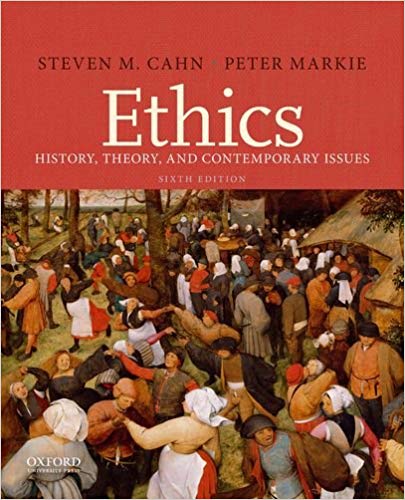 STEVEN M. CAHN · PETER MARKIE
Ethics
HISTORY, THEORY, AND CONTEMPORARY ISSUES
SIXTH EDITION
OXFORD
UNIVERSITY PRESS